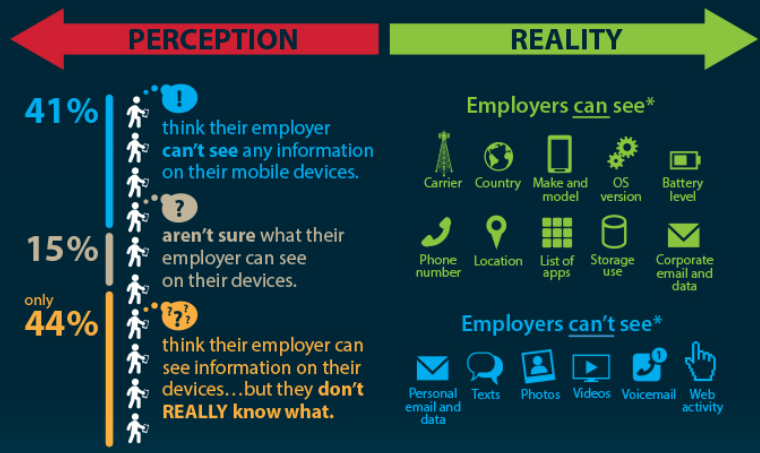 PERCEPTION
REALITY
41%
!
think their employer
can't see any information
on their mobile devices.
15%
?
aren't sure what their
employer can see
on their devices.
only
44%
????
think their employer can
see information on their
devices...but they don't
REALLY know what.
Employers can see*
Carrier
Country
Make and
model
OS
version
Battery
level
Phone
number
Location
List of
apps
Storage
use
Corporate
email and
data
Employers can't see*
Personal
email and
data
Texts
Photos
Videos
1
Voicemail
Web
activity